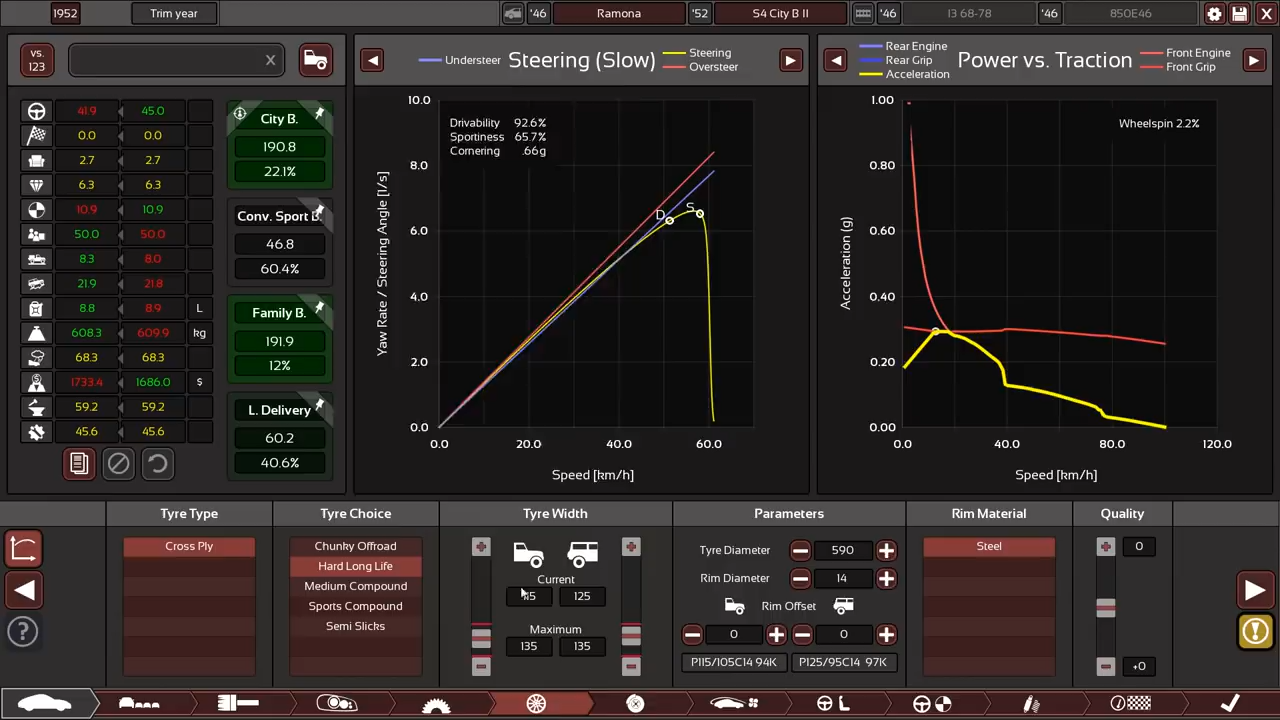 1952
Trim year
'46
Ramona
'52
S4 City B II
'46
I3 68-78
'46
850E46
vs.
123
x
Understeer
Steering (Slow)
Steering
Oversteer
Rear Engine
Rear Grip
Acceleration
Power vs. Traction
Front Engine
Front Grip
41.9 45.0
0.0 0.0
2.7 2.7
6.3 6.3
10.9 10.9
50.0 50.0
8.3 8.0
21.9 21.8
8.8 8.9 L
608.3 609.9 kg
68.3 68.3
1733.4 1686.0 $
59.2 59.2
45.6 45.6
City B.
190.8
22.1%
Conv. Sport B.
46.8
60.4%
Family B.
191.9
12%
L. Delivery
60.2
40.6%
Drivability 92.6%
Sportiness 65.7%
Cornering .66g
10.0
8.0
6.0
4.0
2.0
0.0
Yaw Rate / Steering Angle [1/s]
D S
0.0 20.0 40.0 60.0
Speed [km/h]
Wheelspin 2.2%
1.00
0.80
0.60
0.40
0.20
0.00
Acceleration (g)
0.0 40.0 80.0 120.0
Speed [km/h]
Tyre Type
Cross Ply
Tyre Choice
Chunky Offroad
Hard Long Life
Medium Compound
Sports Compound
Semi Slicks
Tyre Width
Current
125
Maximum
135 135
Parameters
Tyre Diameter 590
Rim Diameter 14
Rim Offset
0 0
P115/105C14 94K P125/95C14 97K
Rim Material
Steel
Quality
0
+0